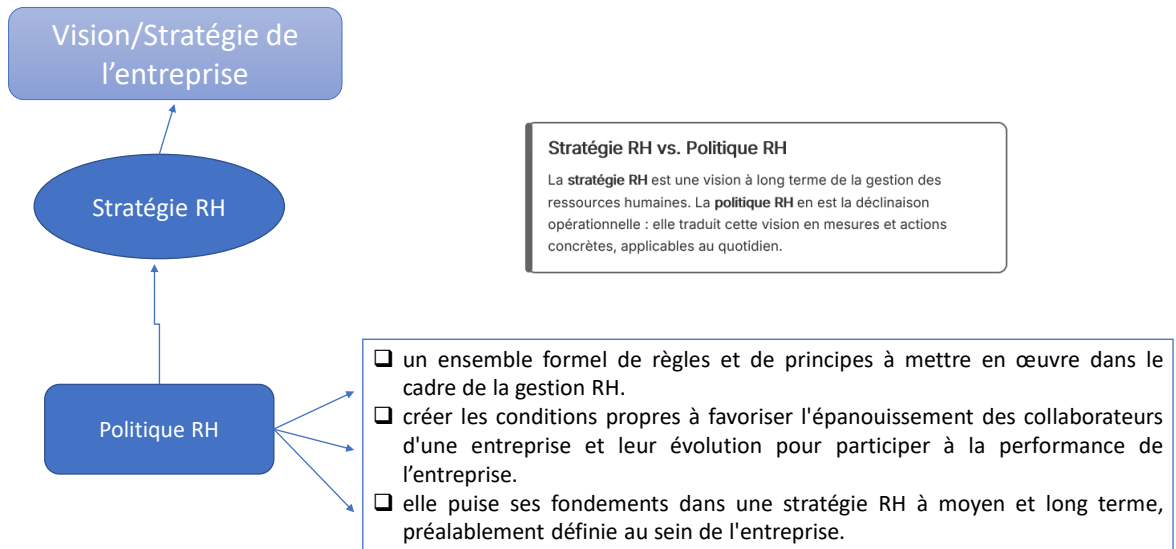 Vision/Stratégie de
l’entreprise
Stratégie RH vs. Politique RH
La stratégie RH est une vision à long terme de la gestion des
ressources humaines. La politique RH en est la déclinaison
opérationnelle : elle traduit cette vision en mesures et actions
concrètes, applicables au quotidien.
Stratégie RH
Politique RH
❑ un ensemble formel de règles et de principes à mettre en œuvre dans le
cadre de la gestion RH.
❑ créer les conditions propres à favoriser l'épanouissement des collaborateurs
d'une entreprise et leur évolution pour participer à la performance de
l’entreprise.
❑ elle puise ses fondements dans une stratégie RH à moyen et long terme,
préalablement définie au sein de l'entreprise.